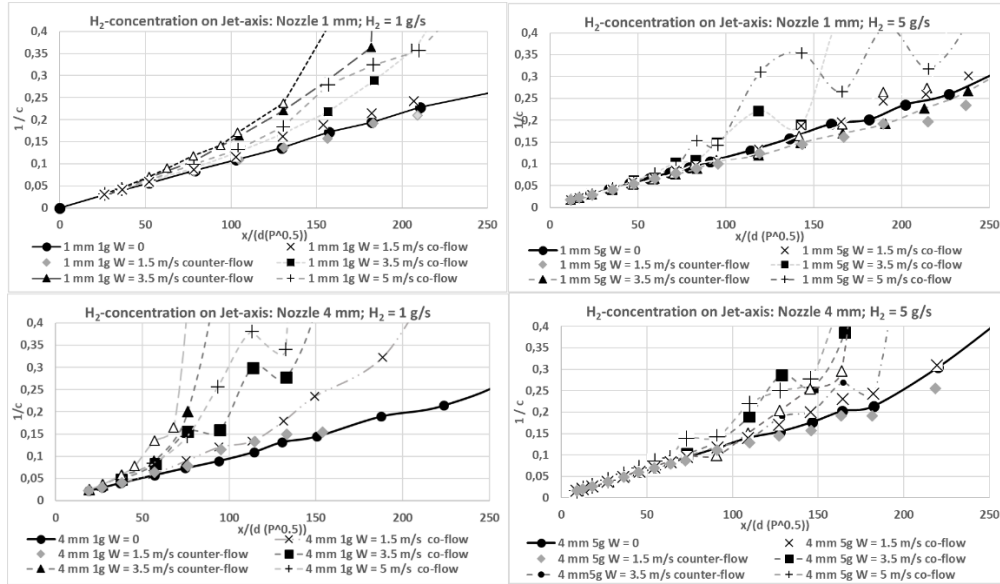 H₂-concentration on Jet-axis: Nozzle 1 mm, H₂ = 1 g/s
0,4
0,35
0,3
0,25
0,2
0,15
0,1
0,05
0
1 / c
0 50 100 150 200 250
x/(d(P^0.5))
1 mm 1g W = 0
1 mm 1g W = 1.5 m/s co-flow
1 mm 1g W = 1.5 m/s counter-flow
1 mm 1g W = 3.5 m/s co-flow
1 mm 1g W = 3.5 m/s counter-flow
1 mm 1g W = 5 m/s co-flow
H₂-concentration on Jet-axis: Nozzle 1 mm; H₂ = 5 g/s
0,4
0,35
0,3
0,25
0,2
0,15
0,1
0,05
0
1/c
0 50 100 150 200 250
x/(d (P^0.5))
1 mm 5g W = 0
1 mm 5g W = 1.5 m/s co-flow
1 mm 5g W = 1.5 m/s counter-flow
1 mm 5g W = 3.5 m/s co-flow
1 mm 5g W = 3.5 m/s counter-flow
1 mm 5g W = 5 m/s co-flow
H₂-concentration on Jet-axis: Nozzle 4 mm; H₂ = 1 g/s
0,4
0,35
0,3
0,25
0,2
0,15
0,1
0,05
0
1/c
0 50 100 150 200 250
x/(d (P^0.5))
4 mm 1g W = 0
4 mm 1g W = 1.5 m/s co-flow
4 mm 1g W = 1.5 m/s counter-flow
4 mm 1g W = 3.5 m/s co-flow
4 mm 1g W = 3.5 m/s counter-flow
4 mm 1g W = 5 m/s co-flow
H₂-concentration on Jet-axis: Nozzle 4 mm; H₂ = 5 g/s
0,4
0,35
0,3
0,25
0,2
0,15
0,1
0,05
0
1 / c
0 50 100 150 200 250
x/(d (P^0.5))
4 mm 5g W = 0
4 mm 5g W = 1.5 m/s co-flow
4 mm 5g W = 1.5 m/s counter-flow
4 mm 5g W = 3.5 m/s co-flow
4 mm5g W = 3.5 m/s counter-flow
4 mm 5g W = 5 m/s co-flow